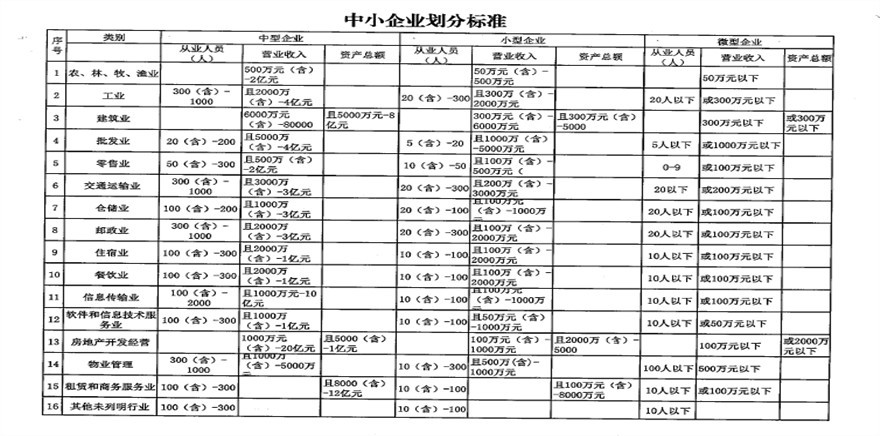 中小企业划分标准
序号 类别 中型企业 小型企业 微型企业
从业人员（人） 营业收入 资产总额 从业人员（人） 营业收入 资产总额 从业人员（人） 营业收入 资产总额
1 农、林、牧、渔业 500万元（含）-2亿元 50万元（含）-500万元 50万元以下
2 工业 300（含）-1000 且2000万（含）-4亿元 20（含）-300 且300万（含）-2000万元 20人以下 或300万元以下
3 建筑业 6000万元（含）-80000 且5000万元-8亿元 300万元（含）-6000万元 且300万元（含）-5000 300万元以下 或300万元以下
4 批发业 20（含）-200 且5000万（含）-4亿元 5（含）-20 且1000万（含）-5000万元 5人以下 或1000万元以下
5 零售业 50（含）-300 且500万（含）-2亿元 10（含）-50 且100万（含）-500万元（ 0-9 或100万元以下
6 交通运输业 300（含）-1000 且3000万（含）-3亿元 20（含）-300 且200万（含）-3000万元 20以下 或200万元以下
7 仓储业 100（含）-200 且1000万（含）-3亿元 20（含）-100 且100万元（含）-1000万 20人以下 或100万元以下
8 邮政业 300（含）-1000 且2000万（含）-3亿元 20（含）-300 且100万（含）-2000万元 20人以下 或100万元以下
9 住宿业 100（含）-300 且2000万（含）-1亿元 10（含）-100 且100万（含）-2000万元 10人以下 或100万元以下
10 餐饮业 100（含）-300 且2000万（含）-1亿元 10（含）-100 且100万（含）-2000万元 10人以下 或100万元以下
11 信息传输业 100（含）-2000 且1000万元-10亿元 10（含）-100 且100万元（含）-1000万 10人以下 或100万元以下
12 软件和信息技术服务业 100（含）-300 且1000万（含）-1亿元 10（含）-100 且50万元（含）-1000万元 10人以下 或50万元以下
13 房地产开发经营 1000万元（含）-20亿元 且5000（含）-1亿元 100万元（含）-1000万元 且2000万（含）-5000 100万元以下 或2000万元以下
14 物业管理 300（含）-1000 且1000万（含）-5000万 10（含）-300 且500万(含)-1000万元 100人以下 500万元以下
15 租赁和商务服务业 100（含）-300 且8000（含）-12亿元 10（含）-100 且100万元（含）-8000万元 10人以下 或100万元以下
16 其他未列明行业 100（含）-300 10（含）-100 10人以下